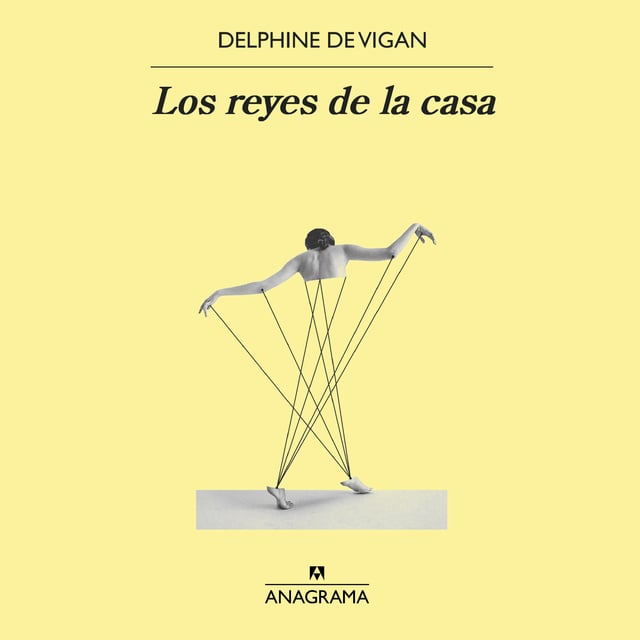 DELPHINE DE VIGAN
Los reyes de la casa
ANAGRAMA